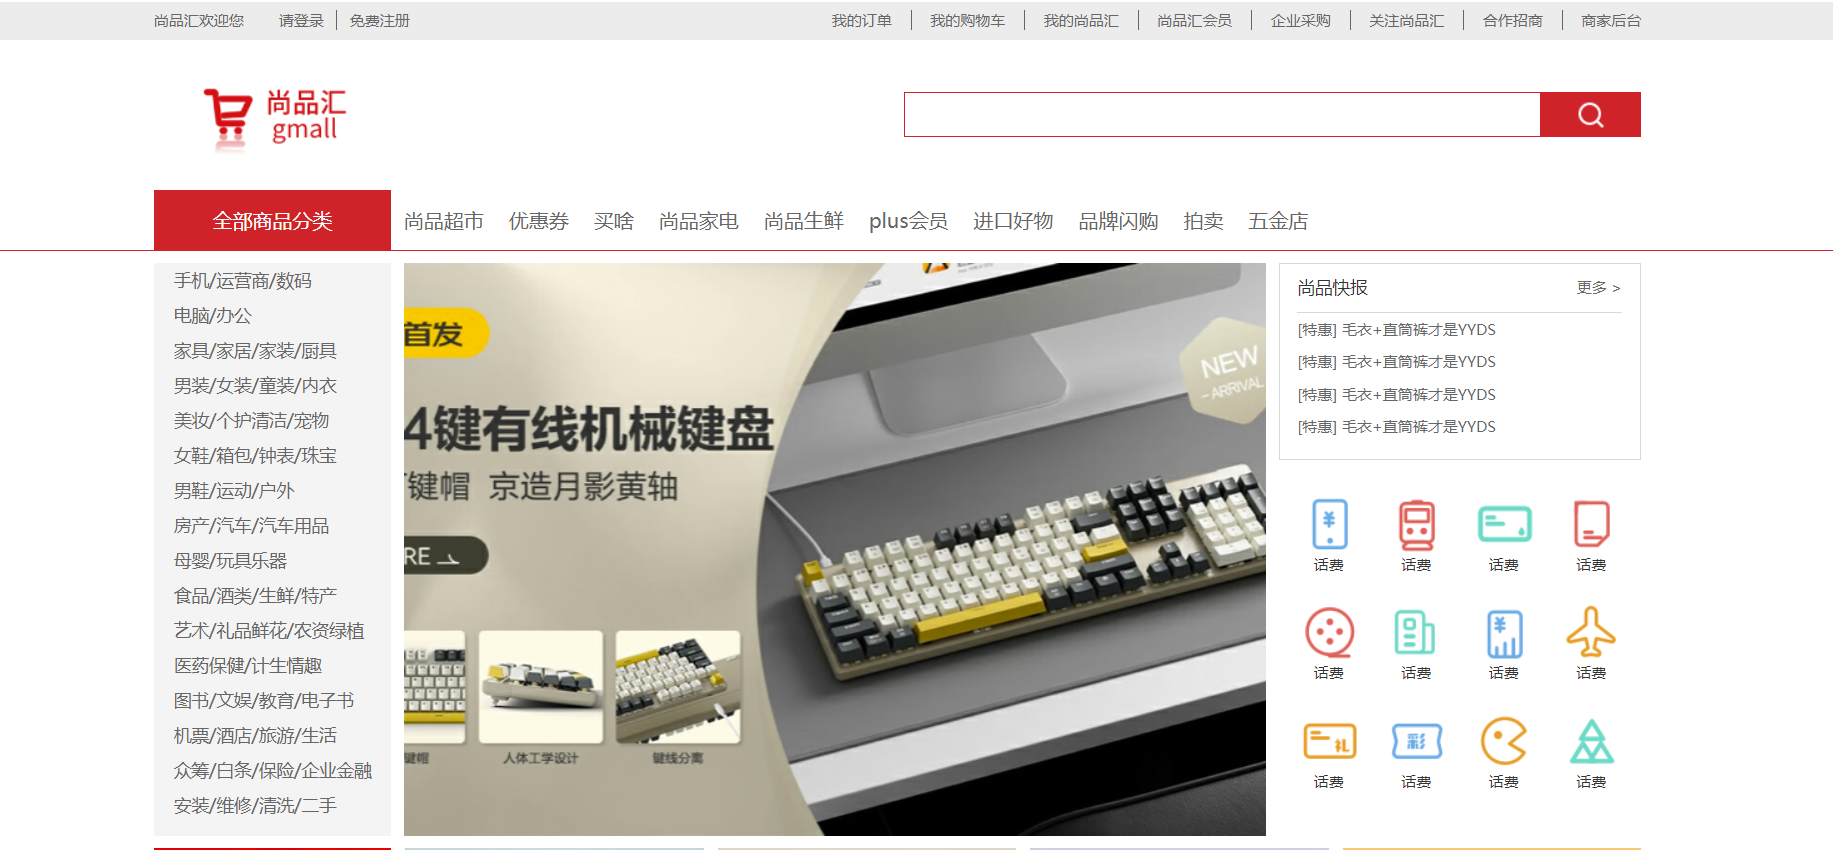 尚品汇欢迎您 请登录 免费注册 我的订单 我的购物车 我的尚品汇 尚品汇会员 企业采购 关注尚品汇 合作招商 商家后台
尚品汇
gmall
全部商品分类 尚品超市 优惠券 买啥 尚品家电 尚品生鲜 plus会员 进口好物 品牌闪购 拍卖 五金店
手机/运营商/数码
电脑/办公
家具/家居/家装/厨具
男装/女装/童装/内衣
美妆/个护清洁/宠物
女鞋/箱包/钟表/珠宝
男鞋/运动/户外
房产/汽车/汽车用品
母婴/玩具乐器
食品/酒类/生鲜/特产
艺术/礼品鲜花/农资绿植
医药保健/计生情趣
图书/文娱/教育/电子书
机票/酒店/旅游/生活
众筹/白条/保险/企业金融
安装/维修/清洗/二手
首发
4键有线机械键盘
键帽 京造月影黄轴
RE
键帽 人体工学设计 键线分离
NEW
ARRIVAL
尚品快报 更多 >
[特惠] 毛衣+直筒裤才是YYDS
[特惠] 毛衣+直筒裤才是YYDS
[特惠] 毛衣+直筒裤才是YYDS
[特惠] 毛衣+直筒裤才是YYDS
¥
话费 话费 话费 话费
¥
话费 话费 话费 话费
礼 彩
话费 话费 话费 话费